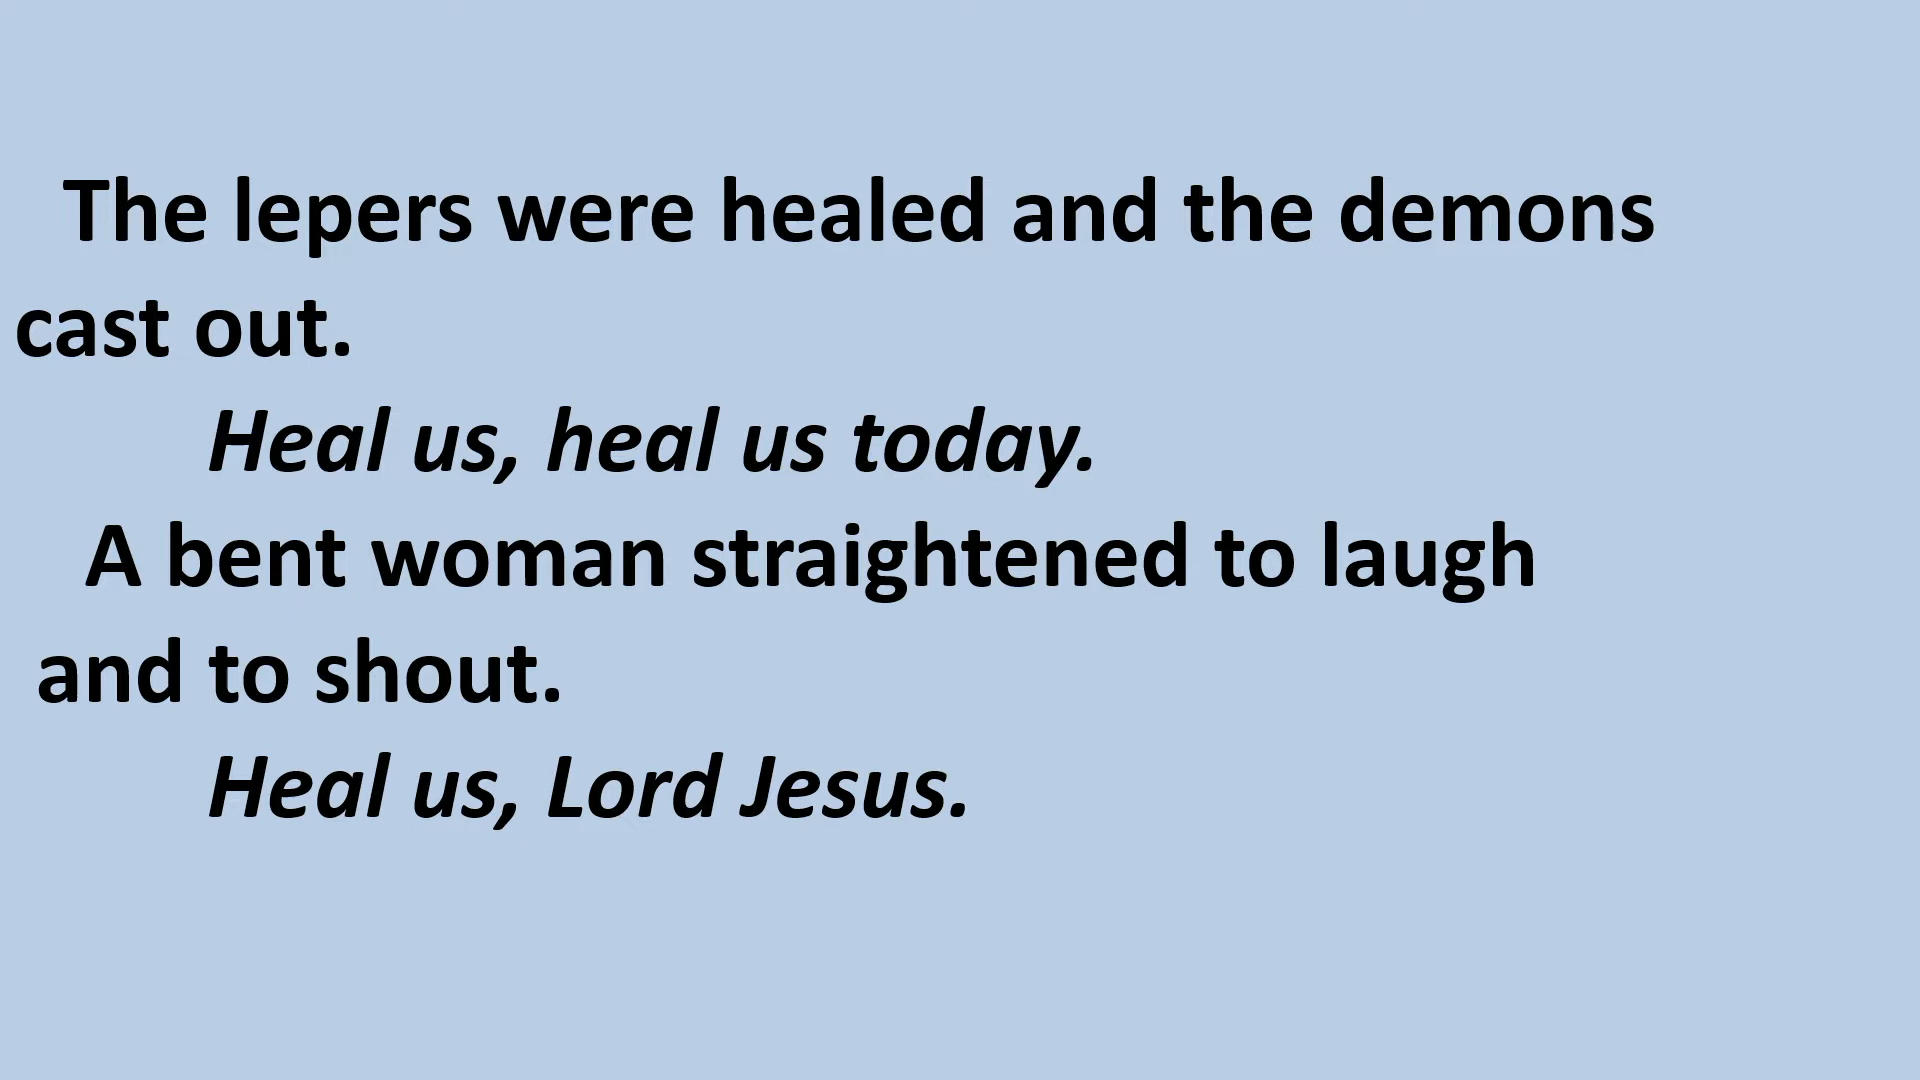 The lepers were healed and the demons
cast out.
Heal us, heal us today.
A bent woman straightened to laugh
and to shout.
Heal us, Lord Jesus.